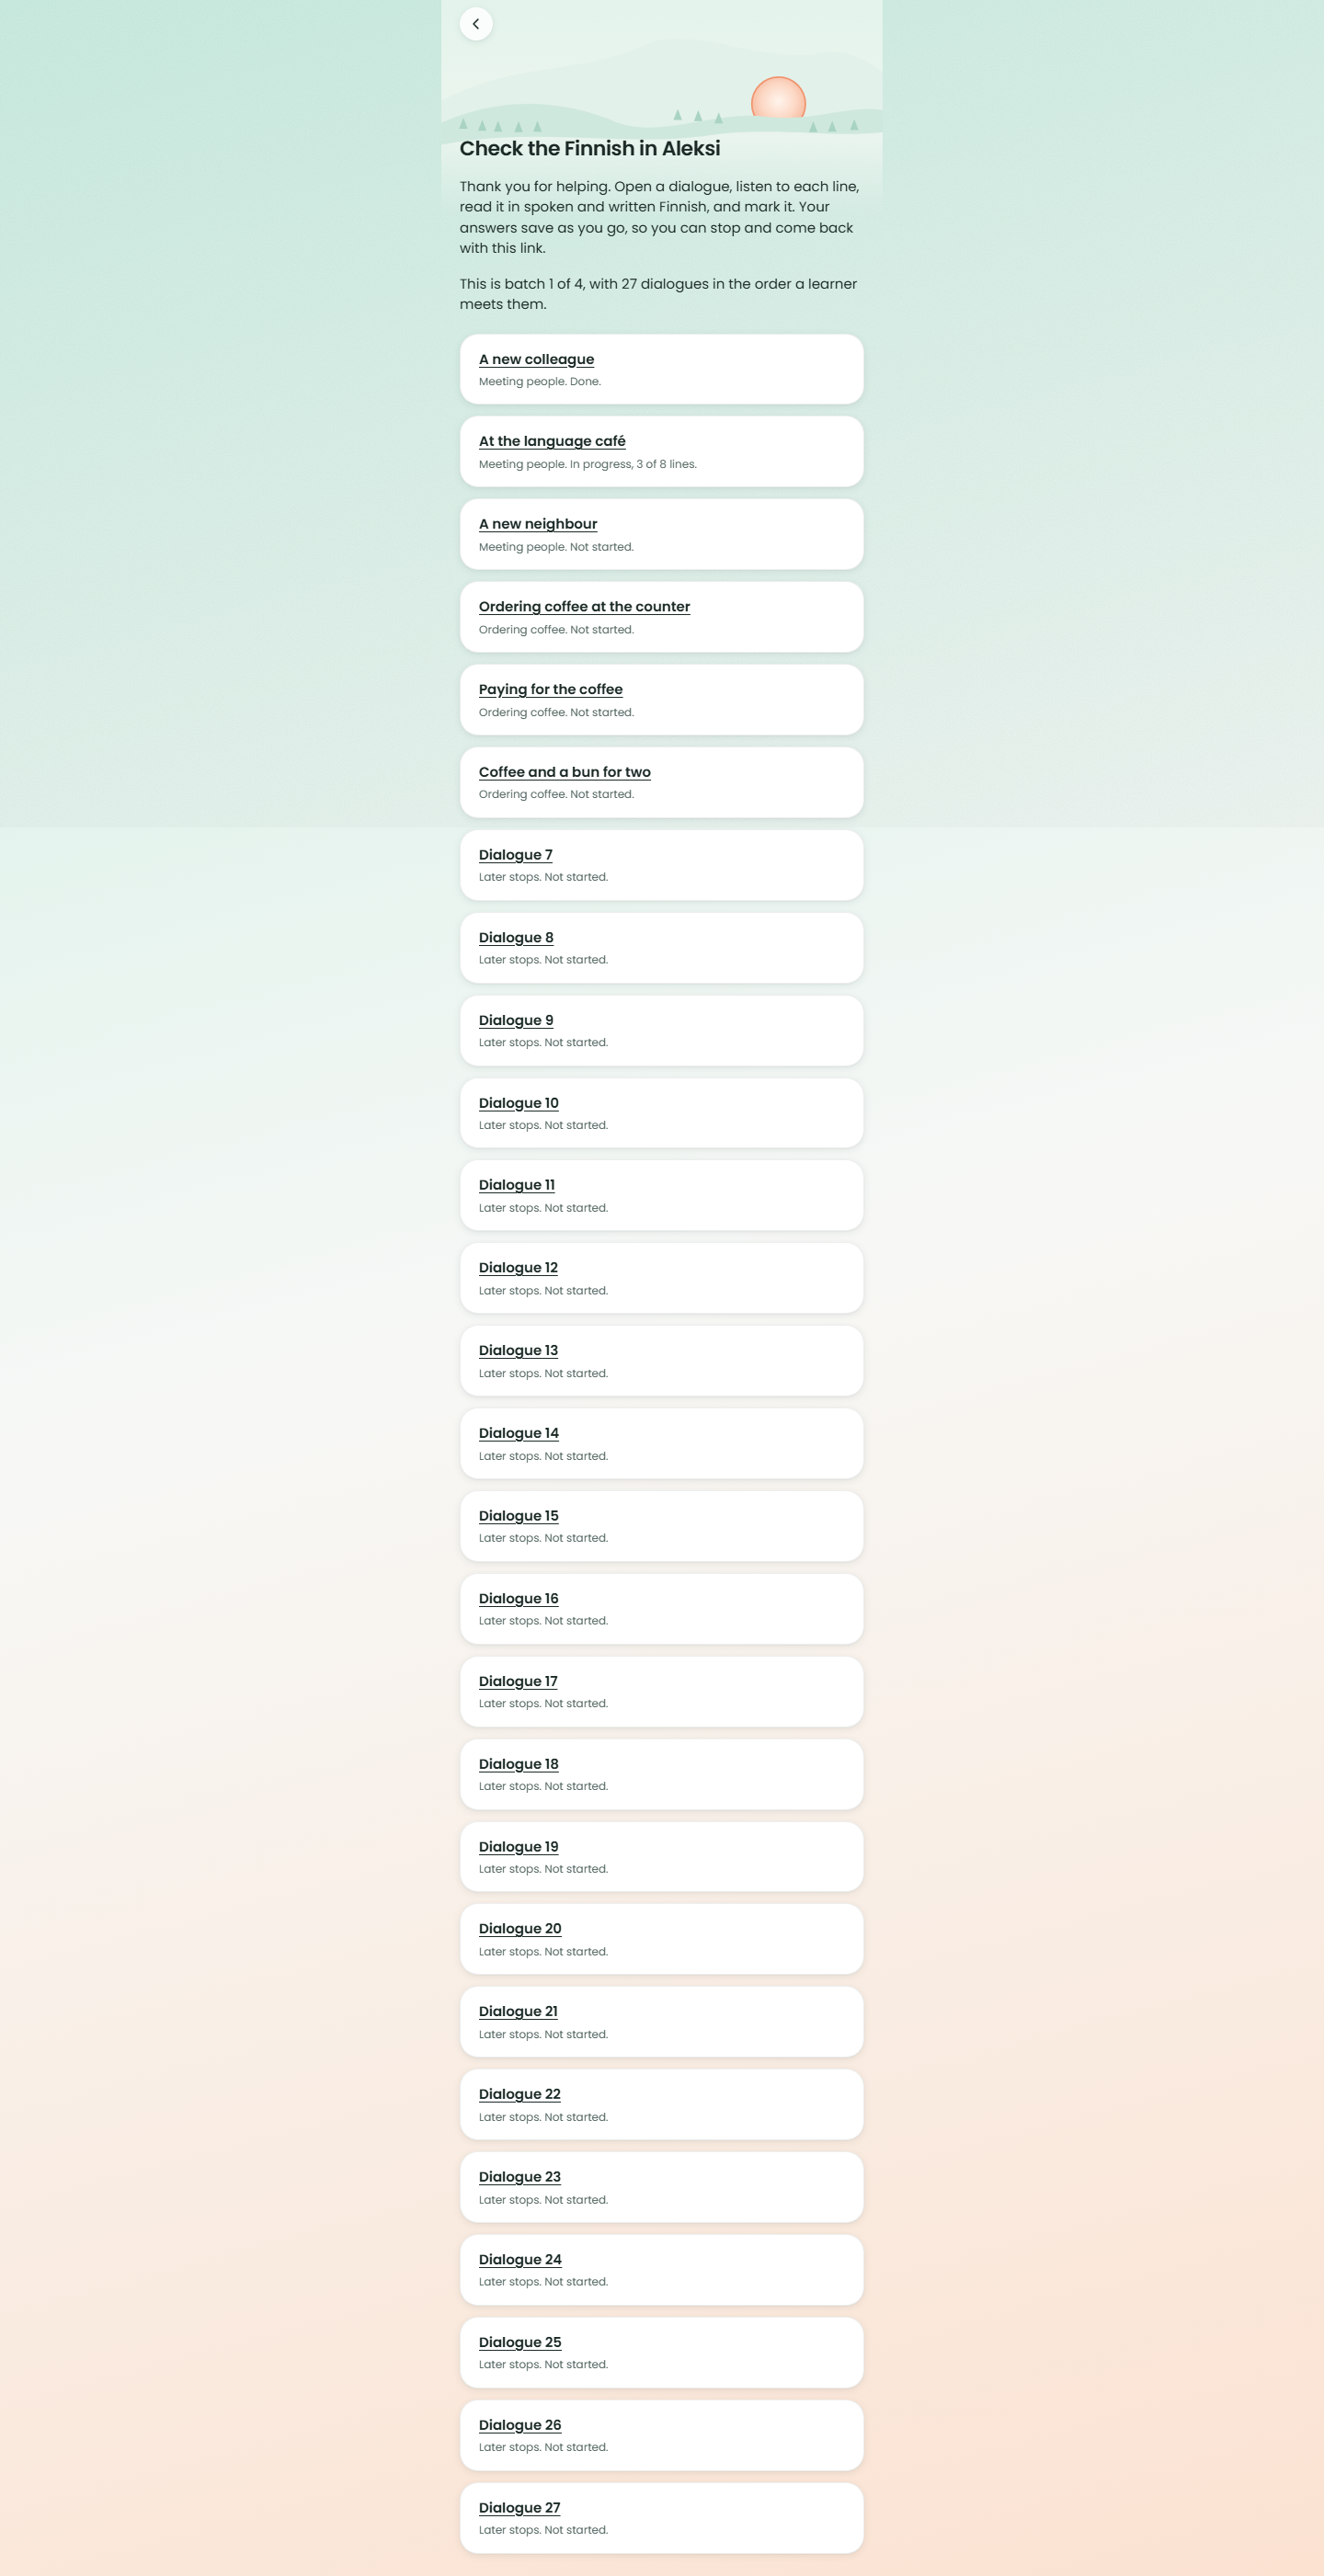 Check the Finnish in Aleksi
Thank you for helping. Open a dialogue, listen to each line,
read it in spoken and written Finnish, and mark it. Your
answers save as you go, so you can stop and come back
with this link.
This is batch 1 of 4, with 27 dialogues in the order a learner
meets them.
A new colleague
Meeting people. Done.
At the language café
Meeting people. In progress, 3 of 8 lines.
A new neighbour
Meeting people. Not started.
Ordering coffee at the counter
Ordering coffee. Not started.
Paying for the coffee
Ordering coffee. Not started.
Coffee and a bun for two
Ordering coffee. Not started.
Dialogue 7
Later stops. Not started.
Dialogue 8
Later stops. Not started.
Dialogue 9
Later stops. Not started.
Dialogue 10
Later stops. Not started.
Dialogue 11
Later stops. Not started.
Dialogue 12
Later stops. Not started.
Dialogue 13
Later stops. Not started.
Dialogue 14
Later stops. Not started.
Dialogue 15
Later stops. Not started.
Dialogue 16
Later stops. Not started.
Dialogue 17
Later stops. Not started.
Dialogue 18
Later stops. Not started.
Dialogue 19
Later stops. Not started.
Dialogue 20
Later stops. Not started.
Dialogue 21
Later stops. Not started.
Dialogue 22
Later stops. Not started.
Dialogue 23
Later stops. Not started.
Dialogue 24
Later stops. Not started.
Dialogue 25
Later stops. Not started.
Dialogue 26
Later stops. Not started.
Dialogue 27
Later stops. Not started.